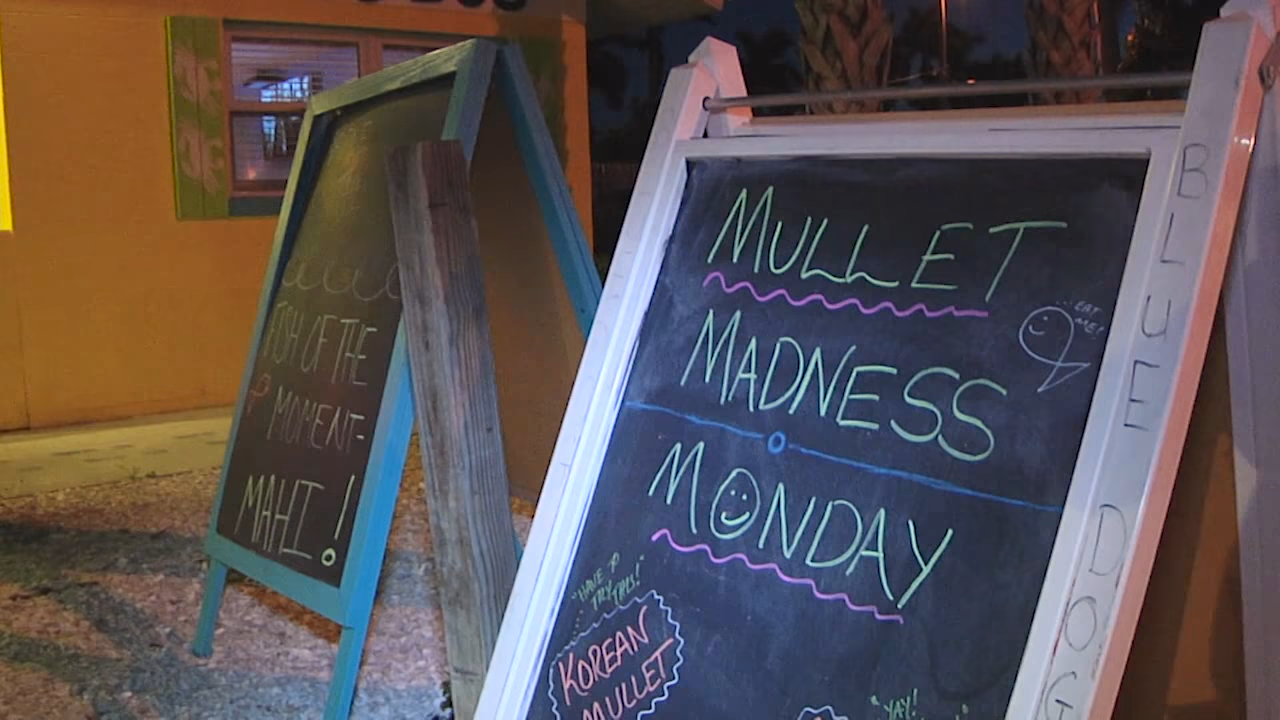 FISH OF THE
MOMENT-
MAHI!
MULLET
MADNESS
MONDAY
EAT
ME!
"HAVE TO
TRY THIS!"
KOREAN
MULLET
"YAY!
BLUE DOG